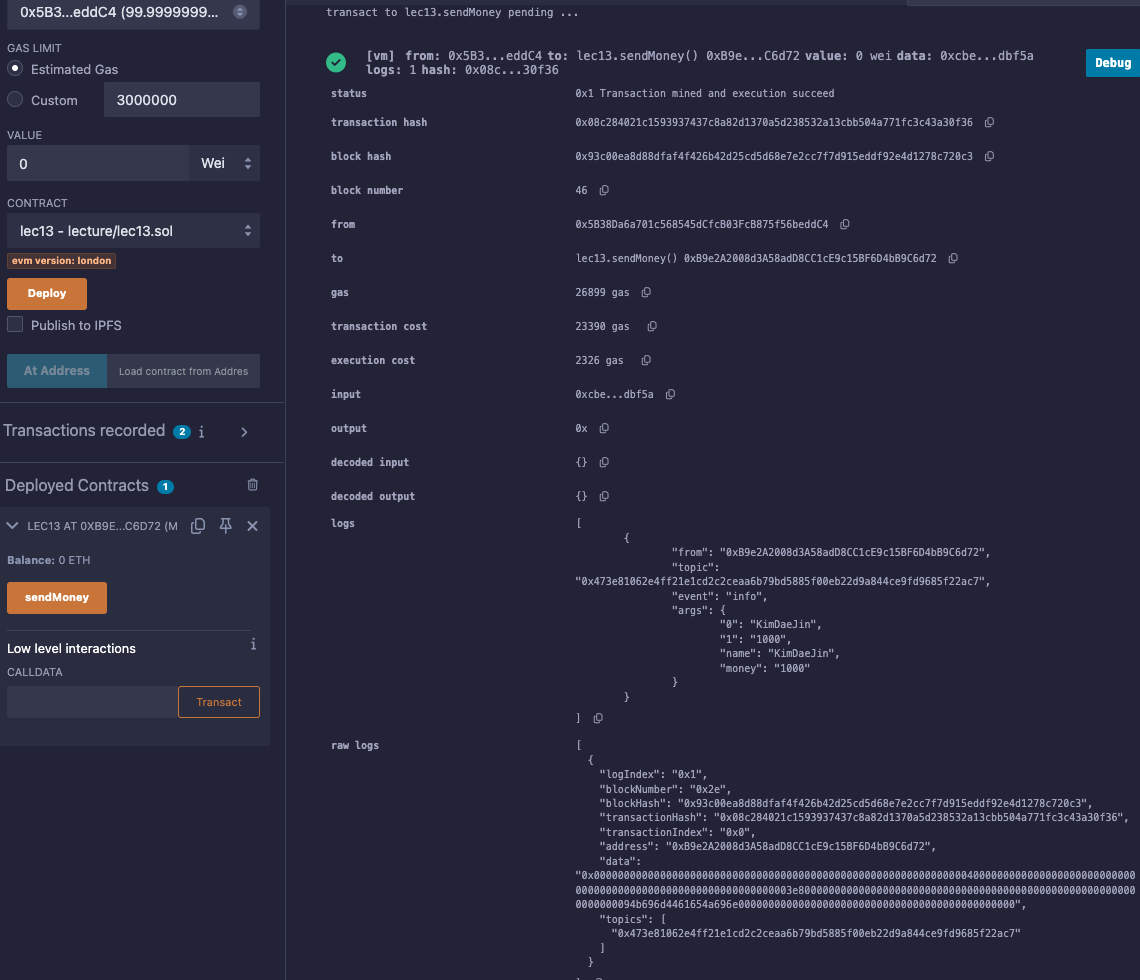 0x5B3...eddC4 (99.9999999...
GAS LIMIT
Estimated Gas
Custom
3000000
VALUE
0
Wei
CONTRACT
lec13 - lecture/lec13.sol
evm version: london
Deploy
Publish to IPFS
At Address
Load contract from Addres
Transactions recorded 2 i
Deployed Contracts 1
LEC13 AT 0XB9E...C6D72 (M
Balance: 0 ETH
sendMoney
Low level interactions i
CALLDATA
Transact
transact to lec13.sendMoney pending ...
[vm] from: 0x5B3...eddC4 to: lec13.sendMoney() 0xB9e...C6d72 value: 0 wei data: 0xcbe...dbf5a
logs: 1 hash: 0x08c...30f36
Debug
status 0x1 Transaction mined and execution succeed
transaction hash 0x08c284021c1593937437c8a82d1370a5d238532a13cbb504a771fc3c43a30f36
block hash 0x93c00ea8d88dfaf4f426b42d25cd5d68e7e2cc7f7d915eddf92e4d1278c720c3
block number 46
from 0x5B38Da6a701c568545dCfcB03FcB875f56beddC4
to lec13.sendMoney() 0xB9e2A2008d3A58adD8CC1cE9c15BF6D4bB9C6d72
gas 26899 gas
transaction cost 23390 gas
execution cost 2326 gas
input 0xcbe...dbf5a
output 0x
decoded input {}
decoded output {}
logs [
{
"from": "0xB9e2A2008d3A58adD8CC1cE9c15BF6D4bB9C6d72",
"topic":
"0x473e81062e4ff21e1cd2c2ceaa6b79bd5885f00eb22d9a844ce9fd9685f22ac7",
"event": "info",
"args": {
"0": "KimDaeJin",
"1": "1000",
"name": "KimDaeJin",
"money": "1000"
}
}
]
raw logs [
{
"logIndex": "0x1",
"blockNumber": "0x2e",
"blockHash": "0x93c00ea8d88dfaf4f426b42d25cd5d68e7e2cc7f7d915eddf92e4d1278c720c3",
"transactionHash": "0x08c284021c1593937437c8a82d1370a5d238532a13cbb504a771fc3c43a30f36",
"transactionIndex": "0x0",
"address": "0xB9e2A2008d3A58adD8CC1cE9c15BF6D4bB9C6d72",
"data":
"0x000000000000000000000000000000000000000000000000000000000000004000000000000000000000000000
000000000000000000000000000000000003e80000000000000000000000000000000000000000000000000000000
0000000094b696d4461654a696e0000000000000000000000000000000000000000000000",
"topics": [
"0x473e81062e4ff21e1cd2c2ceaa6b79bd5885f00eb22d9a844ce9fd9685f22ac7"
]
}